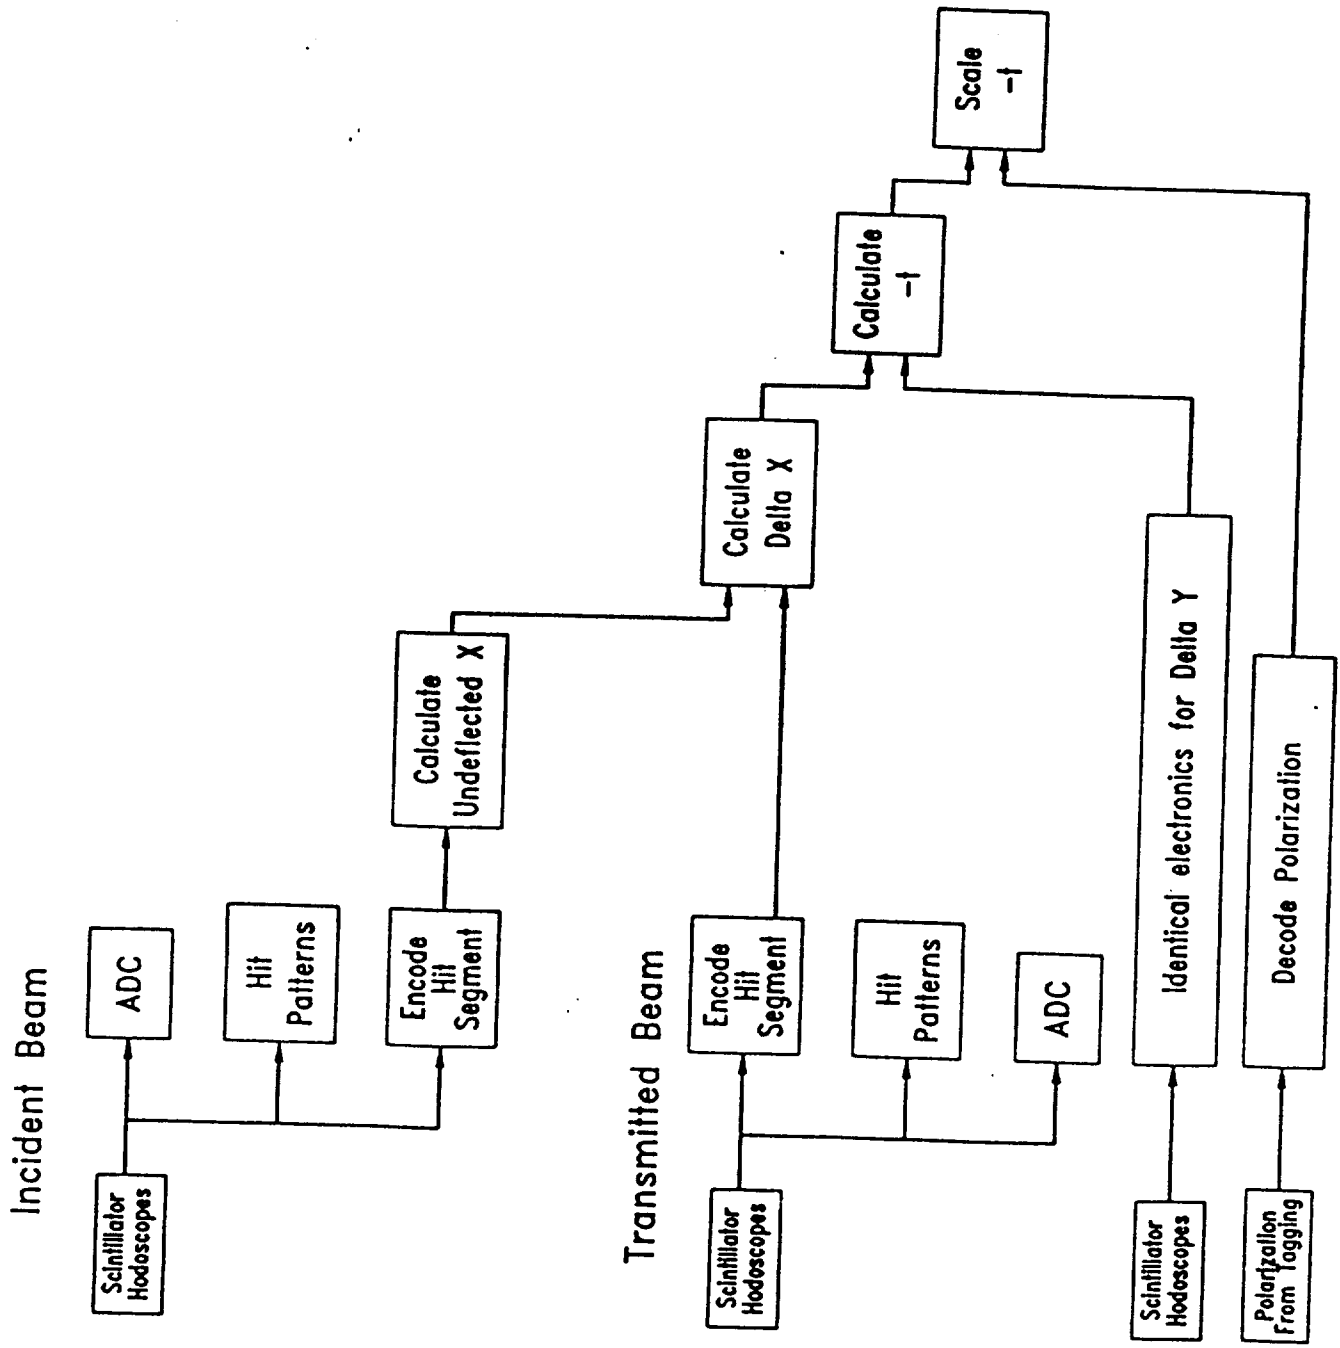 Incident Beam
Scintillator
Hodoscopes
ADC
Hit
Patterns
Encode
Hit
Segment
Calculate
Undeflected X
Transmitted Beam
Scintillator
Hodoscopes
Encode
Hit
Segment
Hit
Patterns
ADC
Calculate
Delta X
Calculate
-t
Scale
-t
Scintillator
Hodoscopes
Identical electronics for Delta Y
Polarization
From Tagging
Decode Polarization